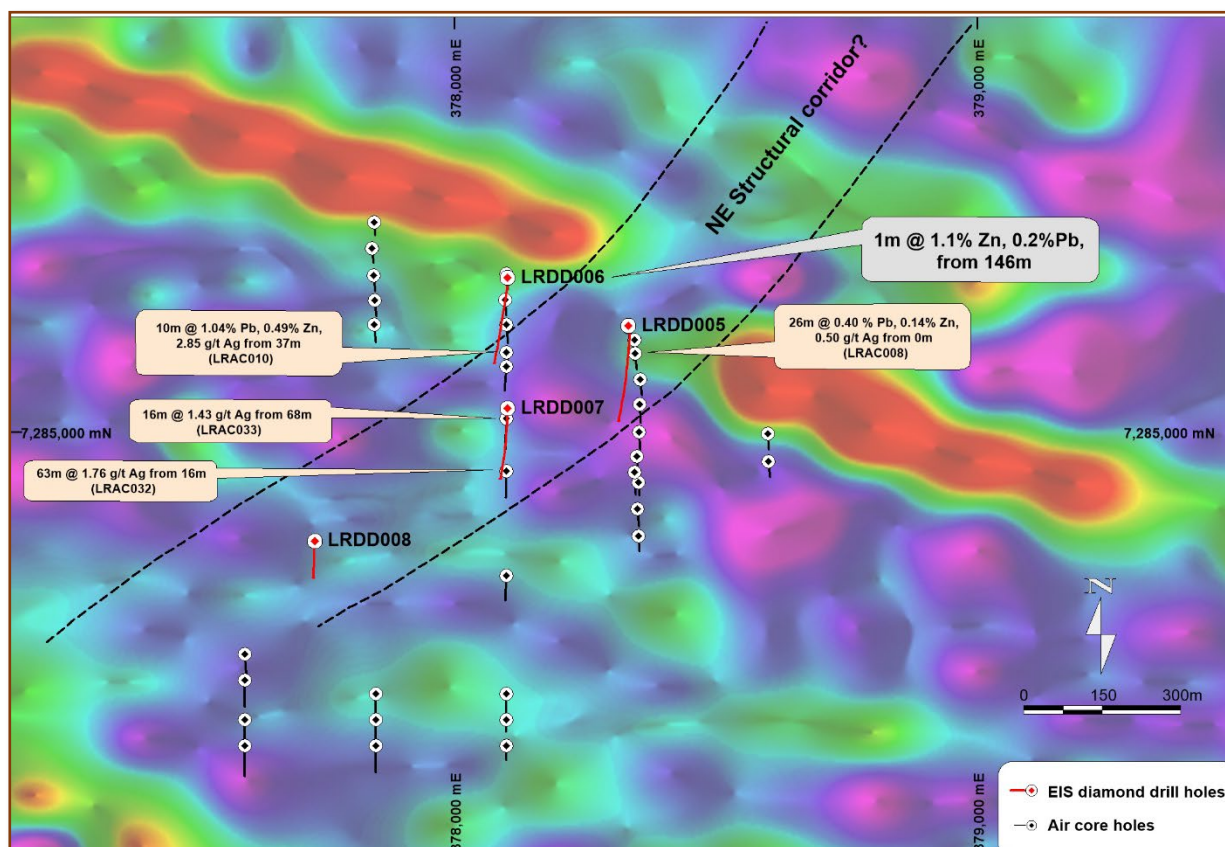 378,000 mE
379,000 mE
NE Structural corridor?
1m @ 1.1% Zn, 0.2%Pb,
from 146m
LRDD006
10m @ 1.04% Pb, 0.49% Zn,
2.85 g/t Ag from 37m
(LRAC010)
LRDD005
26m @ 0.40 % Pb, 0.14% Zn,
0.50 g/t Ag from 0m
(LRAC008)
LRDD007
16m @ 1.43 g/t Ag from 68m
(LRAC033)
7,285,000 mN
7,285,000 mN
63m @ 1.76 g/t Ag from 16m
(LRAC032)
LRDD008
N
0 150 300m
378,000 mE
379,000 mE
EIS diamond drill holes
Air core holes